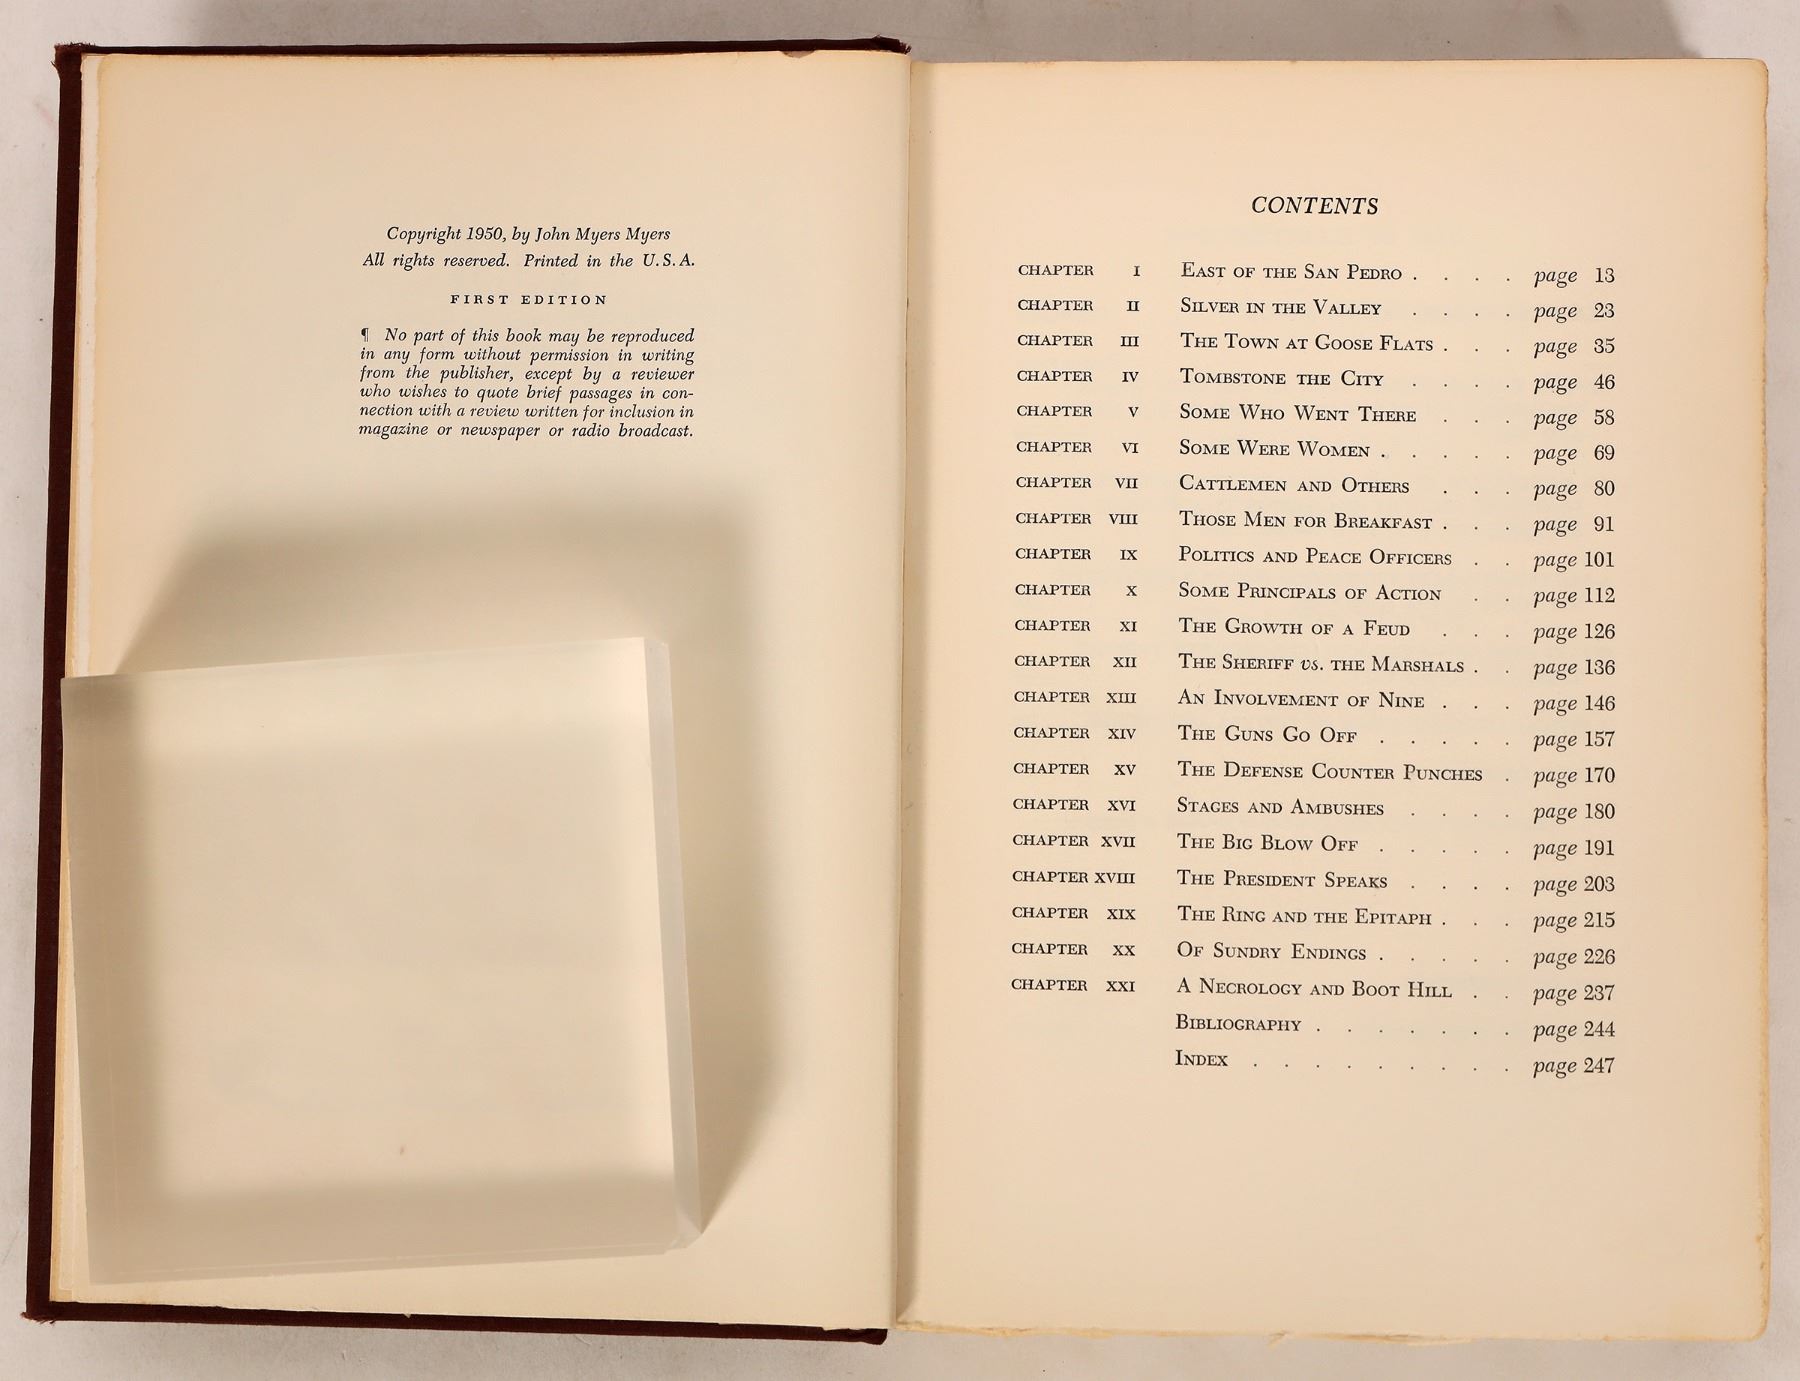 Copyright 1950, by John Myers Myers
All rights reserved. Printed in the U.S.A.
FIRST EDITION
¶ No part of this book may be reproduced
in any form without permission in writing
from the publisher, except by a reviewer
who wishes to quote brief passages in con-
nection with a review written for inclusion in
magazine or newspaper or radio broadcast.
CONTENTS
CHAPTER I EAST OF THE SAN PEDRO . . . . page 13
CHAPTER II SILVER IN THE VALLEY . . . . page 23
CHAPTER III THE TOWN AT GOOSE FLATS . . . page 35
CHAPTER IV TOMBSTONE THE CITY . . . . page 46
CHAPTER V SOME WHO WENT THERE . . . page 58
CHAPTER VI SOME WERE WOMEN . . . . . page 69
CHAPTER VII CATTLEMEN AND OTHERS . . . page 80
CHAPTER VIII THOSE MEN FOR BREAKFAST . . . page 91
CHAPTER IX POLITICS AND PEACE OFFICERS . . page 101
CHAPTER X SOME PRINCIPALS OF ACTION . . page 112
CHAPTER XI THE GROWTH OF A FEUD . . . page 126
CHAPTER XII THE SHERIFF vs. THE MARSHALS . . page 136
CHAPTER XIII AN INVOLVEMENT OF NINE . . . page 146
CHAPTER XIV THE GUNS GO OFF . . . . . page 157
CHAPTER XV THE DEFENSE COUNTER PUNCHES . page 170
CHAPTER XVI STAGES AND AMBUSHES . . . . page 180
CHAPTER XVII THE BIG BLOW OFF . . . . . page 191
CHAPTER XVIII THE PRESIDENT SPEAKS . . . . page 203
CHAPTER XIX THE RING AND THE EPITAPH . . . page 215
CHAPTER XX OF SUNDRY ENDINGS . . . . . page 226
CHAPTER XXI A NECROLOGY AND BOOT HILL . . page 237
BIBLIOGRAPHY . . . . . . . page 244
INDEX . . . . . . . . . page 247